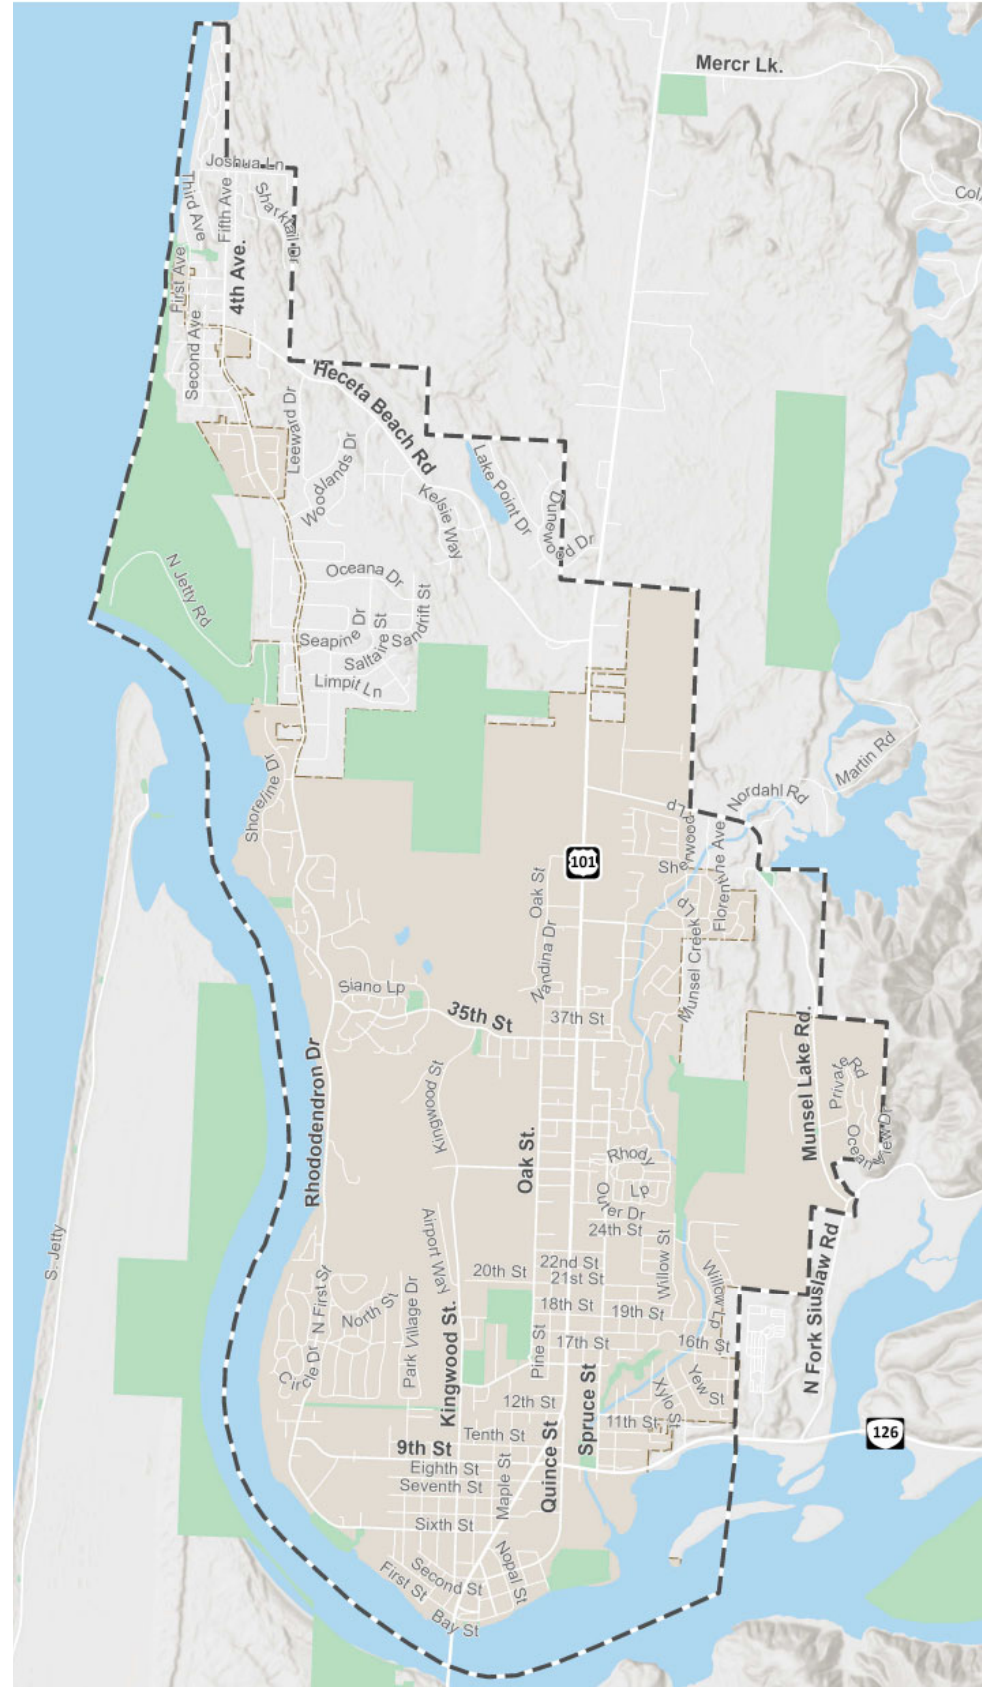 Mercr Lk.
Joshua Ln
Third Ave
Fifth Ave
Sharktail Dr
First Ave
4th Ave.
Second Ave
Heceta Beach Rd
Leeward Dr
Woodlands Dr
Lake Point Dr
Kelsie Way
Dunewood Dr
N Jetty Rd
Oceana Dr
Sandrift St
Seapine Dr
Saltaire St
Limpit Ln
Martin Rd
Nordahl Rd
Shoreline Dr
Sherwood Lp
Florentine Ave
101
Oak St
Lp
Munsel Creek
Nandina Dr
Siano Lp
35th St
37th St
Munsel Lake Rd.
Private Rd
Ocean View Dr
Rhododendron Dr
Kingwood St
Oak St.
Rhody
Lp
Outer Dr
24th St
Willow St
Willow Lp
N Fork Siuslaw Rd
S. Jetty
Airport Way
22nd St
20th St
21st St
N First St
North St
Park Village Dr
Kingwood St.
18th St
19th St
Pine St
17th St
16th St
Circle Dr
Yew St
Xylo St
Spruce St
12th St
11th St
126
Tenth St
9th St
Quince St
Eighth St
Maple St
Seventh St
Sixth St
Nopal St
Second St
First St
Bay St